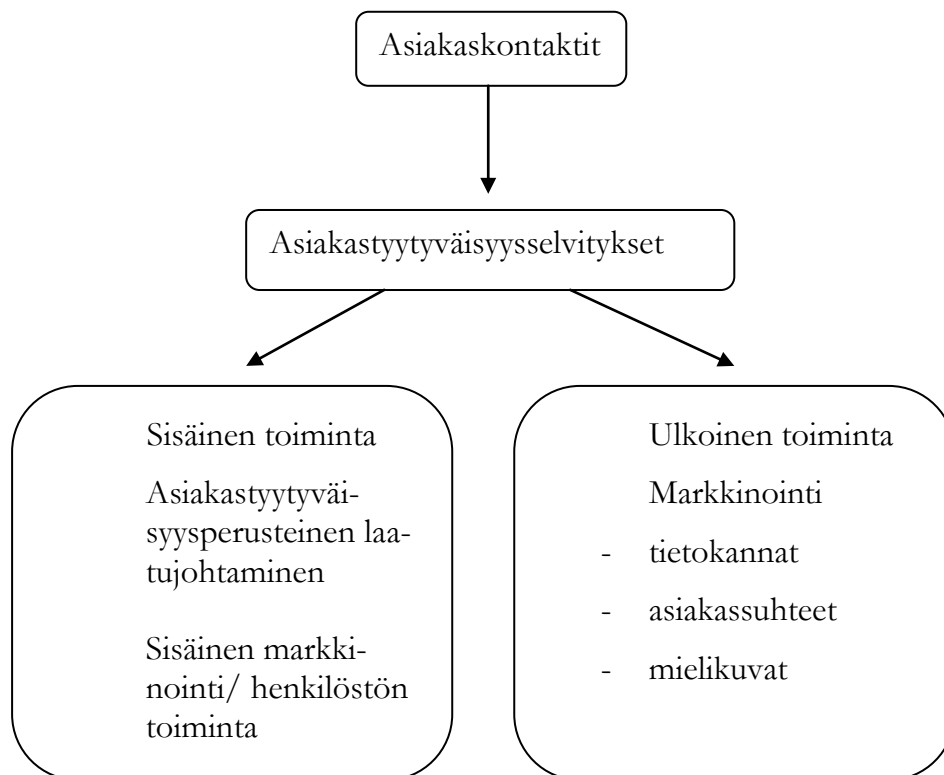 Asiakaskontaktit
Asiakastyytyväisyysselvitykset
Sisäinen toiminta
Asiakastyytyväi-
syysperusteinen laa-
tujohtaminen
Sisäinen markki-
nointi/ henkilöstön
toiminta
Ulkoinen toiminta
Markkinointi
- tietokannat
- asiakassuhteet
- mielikuvat